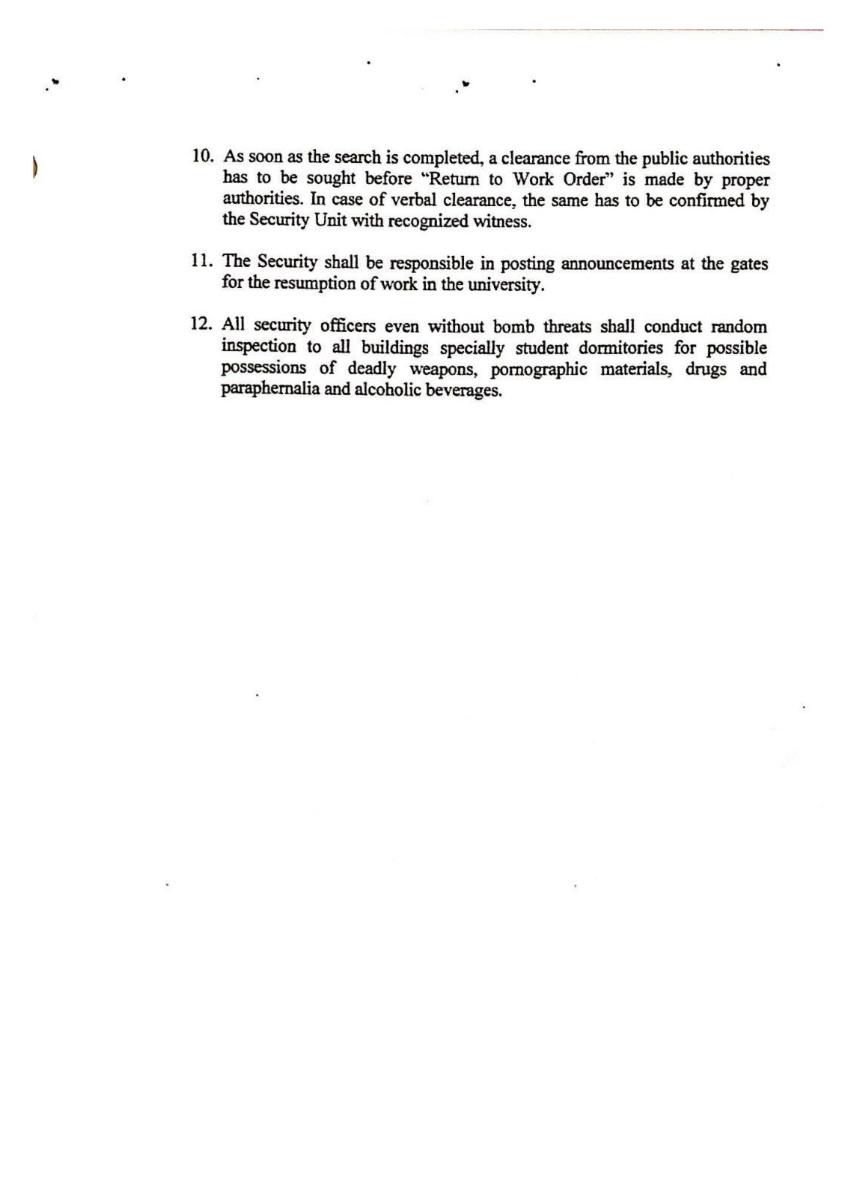 10. As soon as the search is completed, a clearance from the public authorities
has to be sought before “Return to Work Order” is made by proper
authorities. In case of verbal clearance, the same has to be confirmed by
the Security Unit with recognized witness.
11. The Security shall be responsible in posting announcements at the gates
for the resumption of work in the university.
12. All security officers even without bomb threats shall conduct random
inspection to all buildings specially student dormitories for possible
possessions of deadly weapons, pornographic materials, drugs and
paraphernalia and alcoholic beverages.